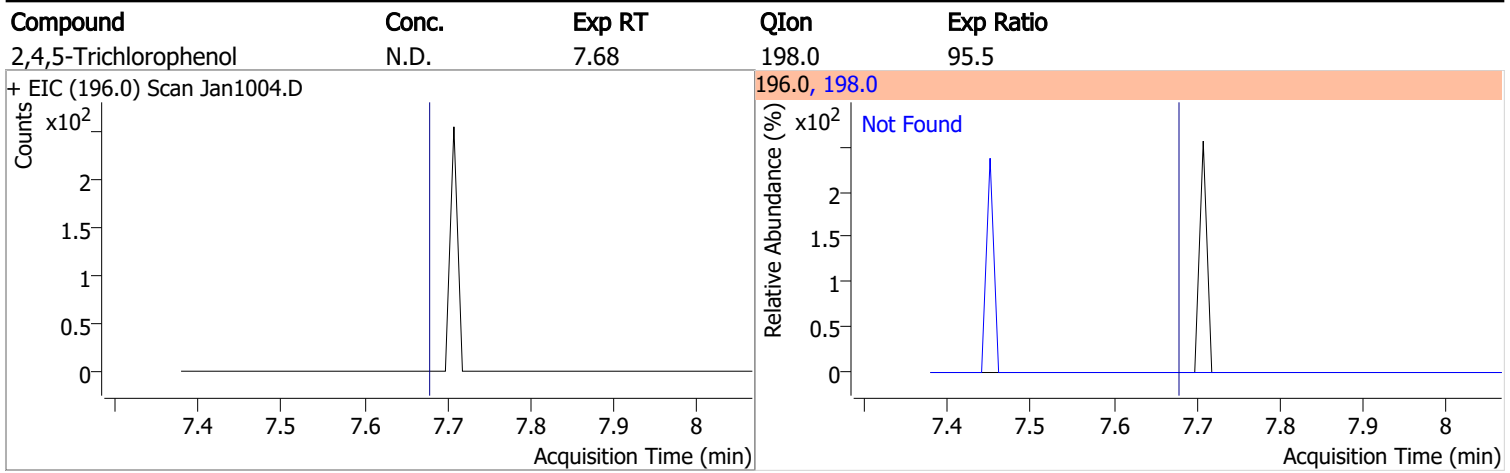 Compound Conc. Exp RT QIon Exp Ratio
2,4,5-Trichlorophenol N.D. 7.68 198.0 95.5
+ EIC (196.0) Scan Jan1004.D
Counts
x10²
2
1.5
1
0.5
0
7.4 7.5 7.6 7.7 7.8 7.9 8
Acquisition Time (min)
196.0, 198.0
Relative Abundance (%)
x10²
Not Found
2
1.5
1
0.5
0
7.4 7.5 7.6 7.7 7.8 7.9 8
Acquisition Time (min)